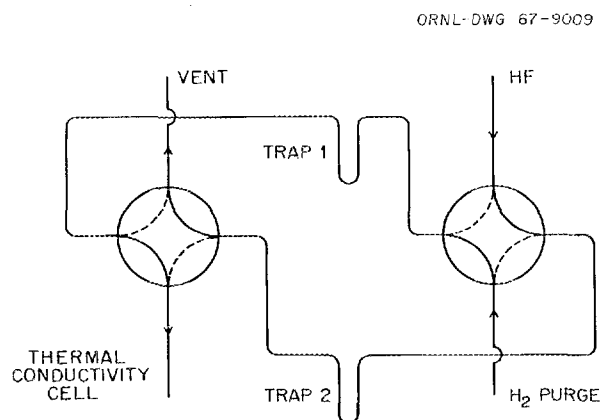 ORNL-DWG 67-9009
VENT
HF
TRAP 1
THERMAL
CONDUCTIVITY
CELL
TRAP 2
H₂ PURGE